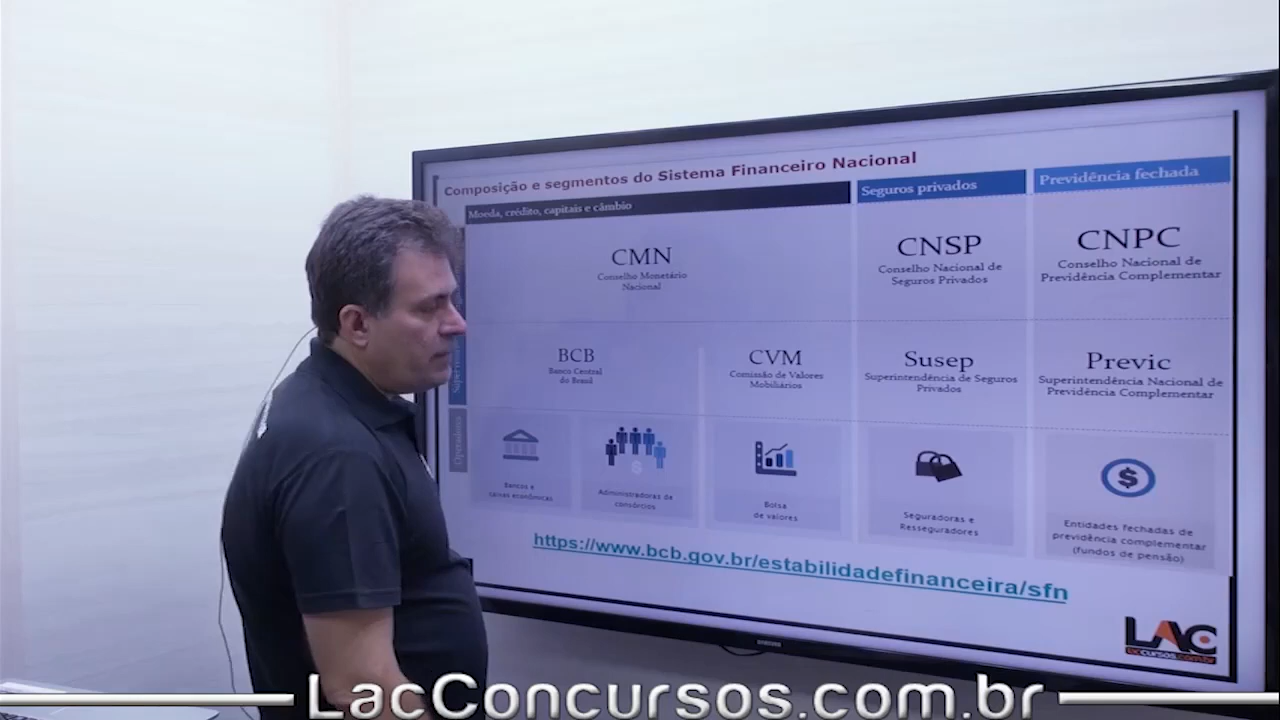 Composição e segmentos do Sistema Financeiro Nacional
Moeda, crédito, capitais e câmbio
Seguros privados
Previdência fechada
CMN
Conselho Monetário
Nacional
CNSP
Conselho Nacional de
Seguros Privados
CNPC
Conselho Nacional de
Previdência Complementar
BCB
Banco Central
do Brasil
CVM
Comissão de Valores
Mobiliários
Susep
Superintendência de Seguros
Privados
Previc
Superintendência Nacional de
Previdência Complementar
Operadores
Bancos e
caixas econômicas
Administradoras de
consórcios
Bolsa
de valores
Seguradoras e
Resseguradores
Entidades fechadas de
previdência complementar
(fundos de pensão)
https://www.bcb.gov.br/estabilidadefinanceira/sfn
LAC
laccursos.com.br
SAMSUNG
LacConcursos.com.br